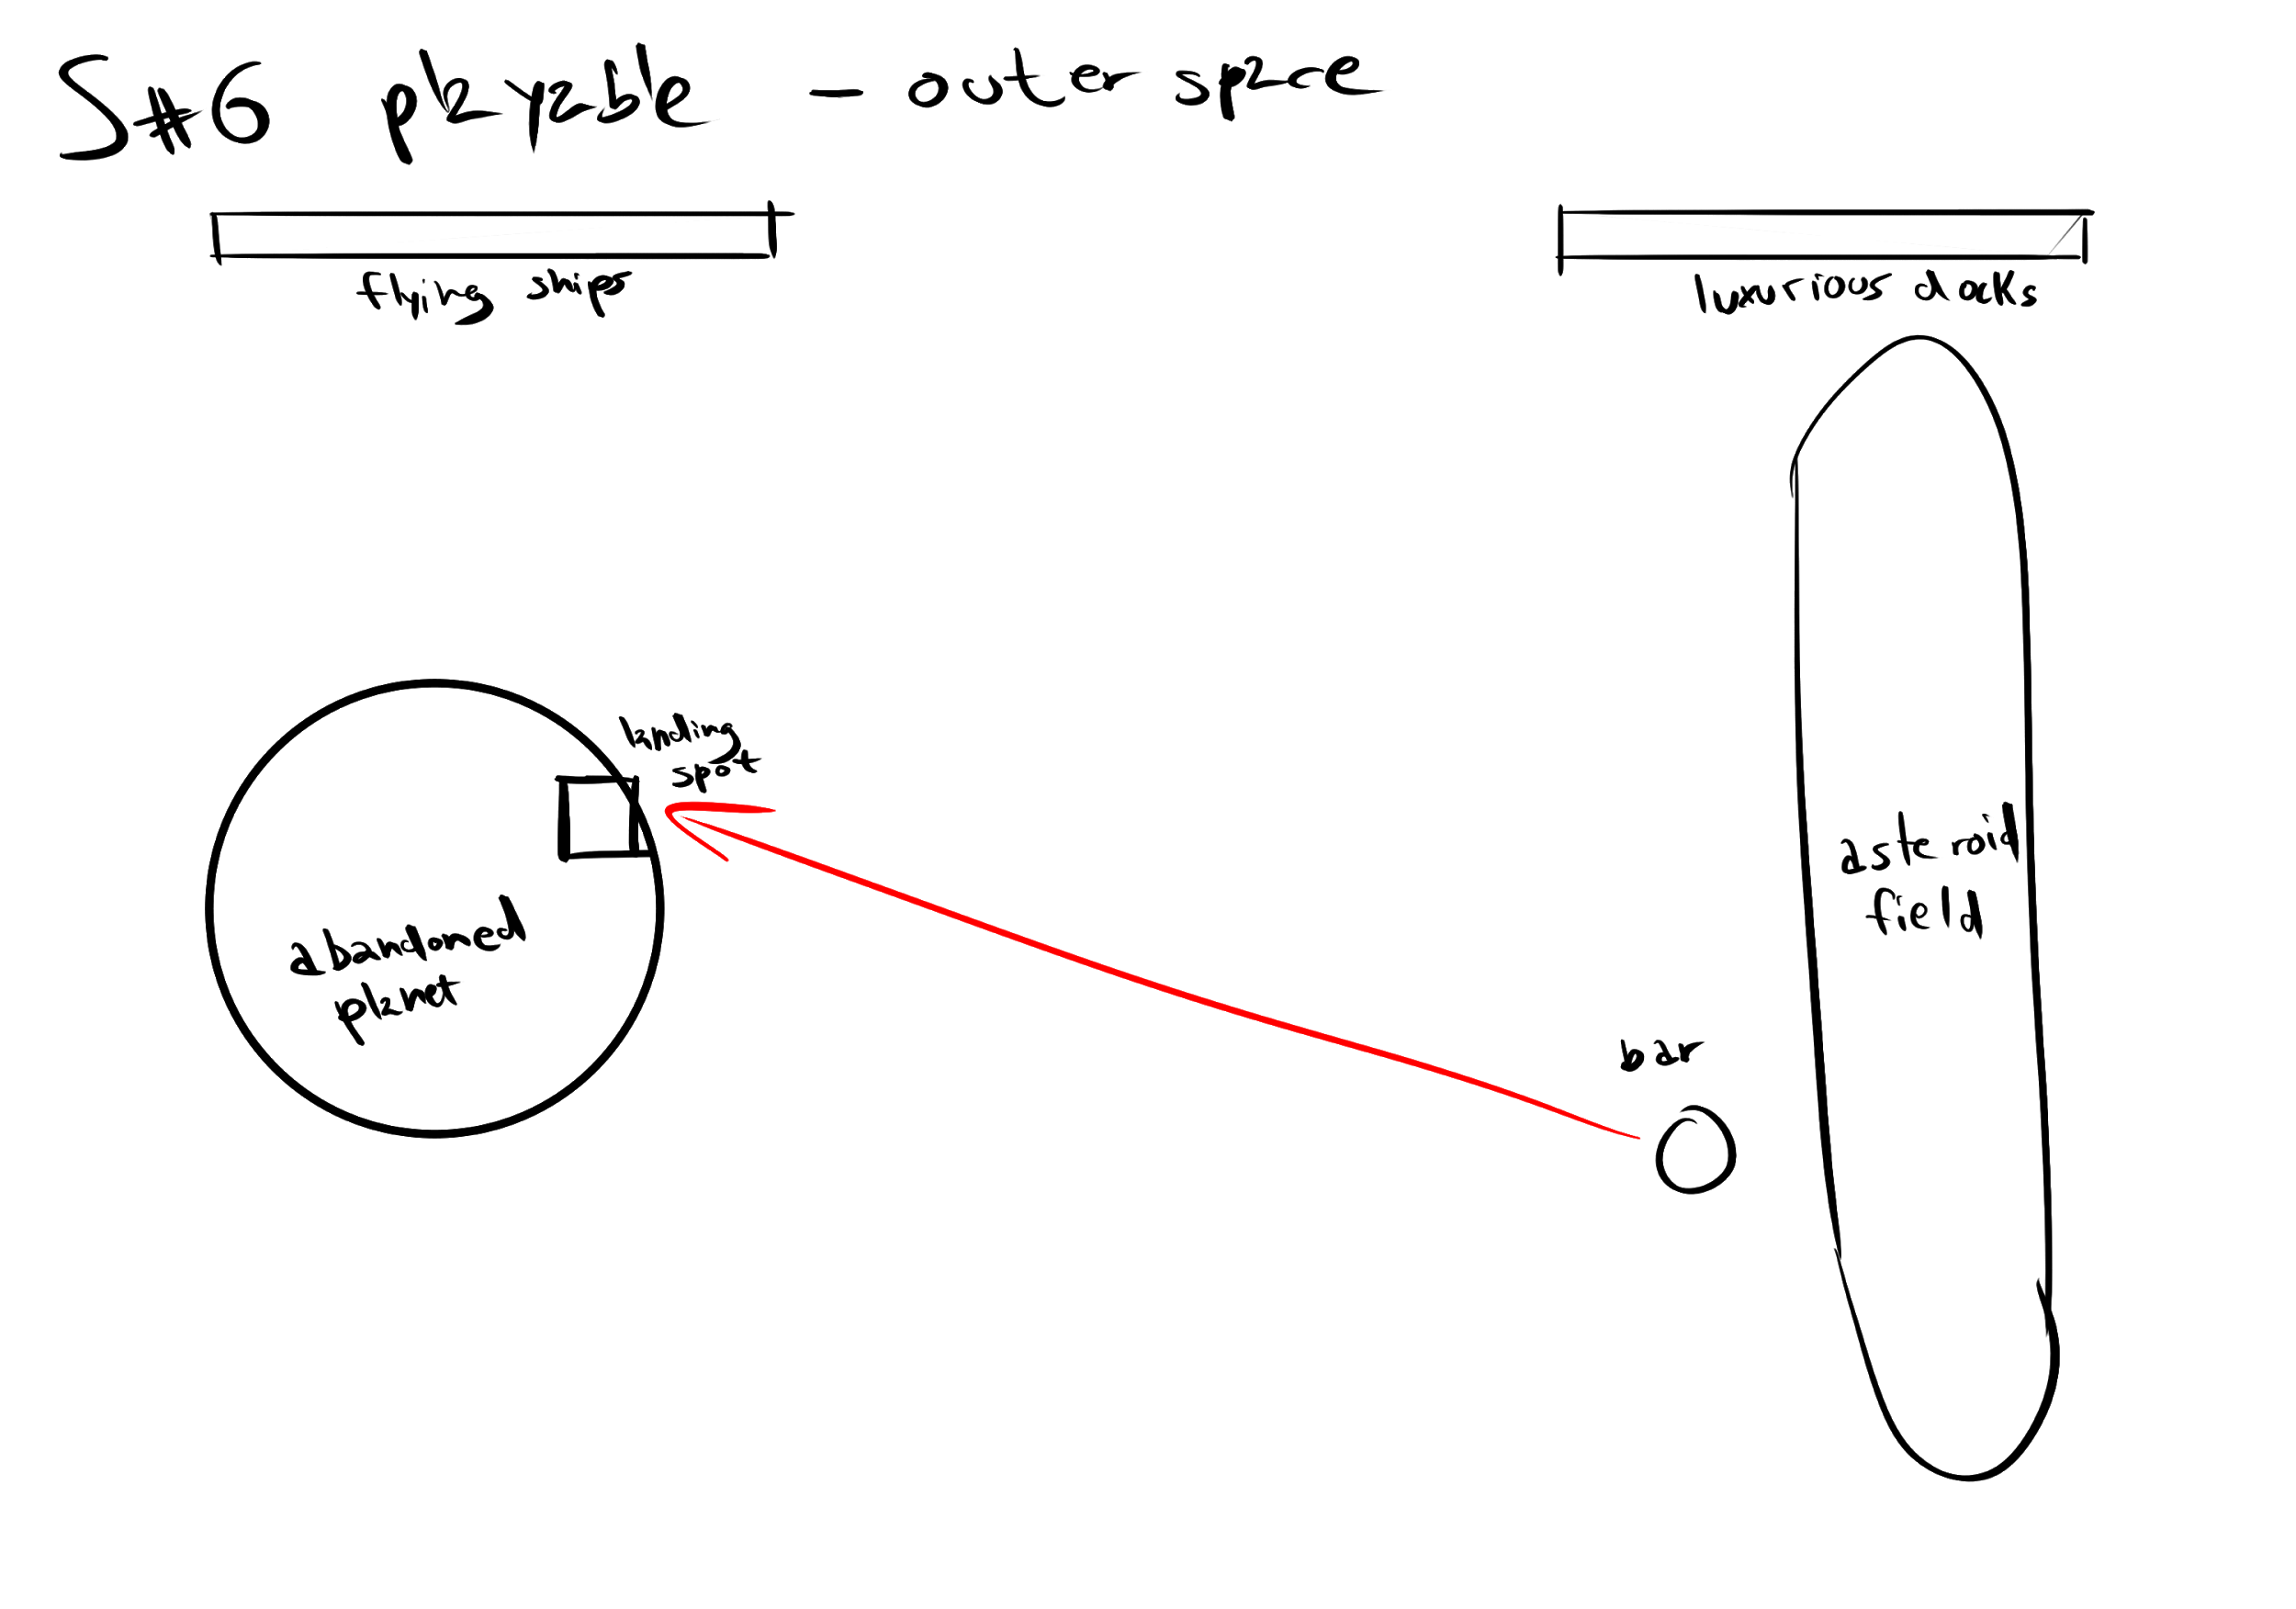 S#6 playable - outer space
flying ships
luxurious docks
landing
spot
asteroid
field
abandoned
planet
bar